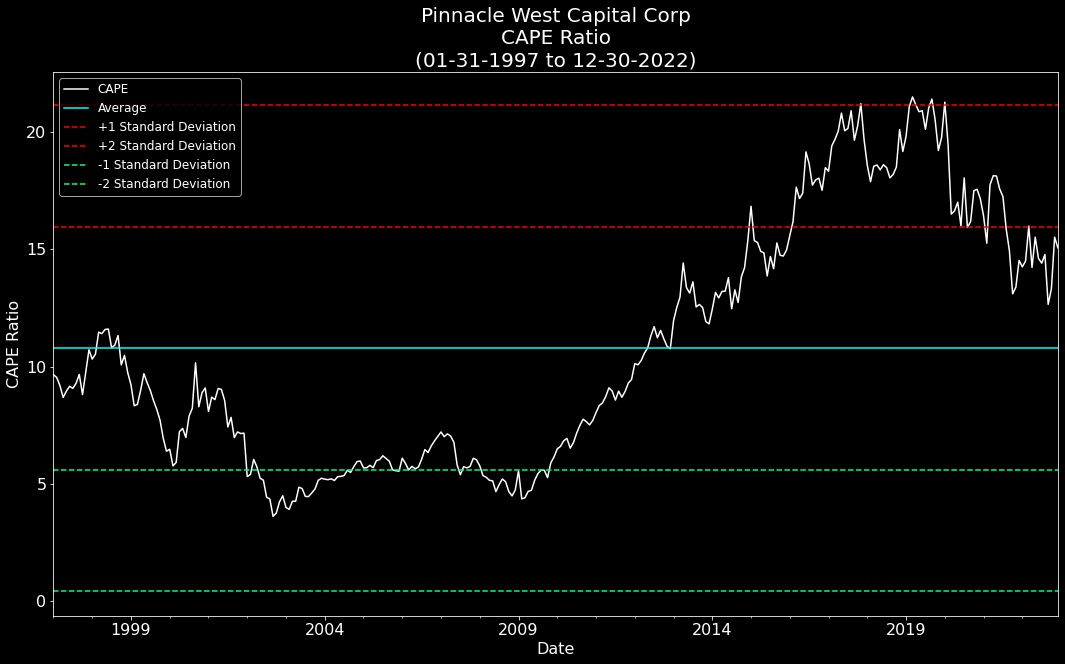 Pinnacle West Capital Corp
CAPE Ratio
(01-31-1997 to 12-30-2022)
CAPE
Average
+1 Standard Deviation
+2 Standard Deviation
-1 Standard Deviation
-2 Standard Deviation
CAPE Ratio
20
15
10
5
0
1999
2004
2009
2014
2019
Date